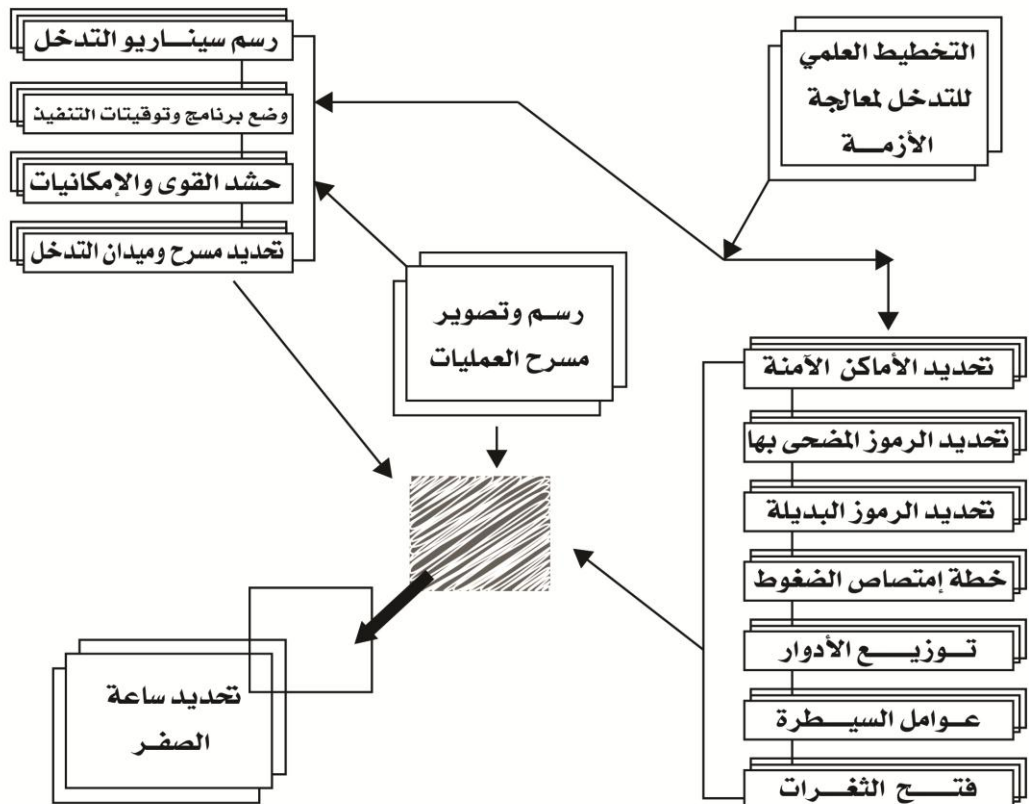 التخطيط العلمي
للتدخل لمعالجة
الأزمة
رسم سيناريو التدخل
وضع برنامج وتوقيتات التنفيذ
حشد القوى والإمكانيات
تحديد مسرح وميدان التدخل
رسم وتصوير
مسرح العمليات
تحديد الأماكن الآمنة
تحديد الرموز المضحى بها
تحديد الرموز البديلة
خطة إمتصاص الضغوط
توزيع الأدوار
عوامل السيطرة
فتح الثغرات
تحديد ساعة
الصفر